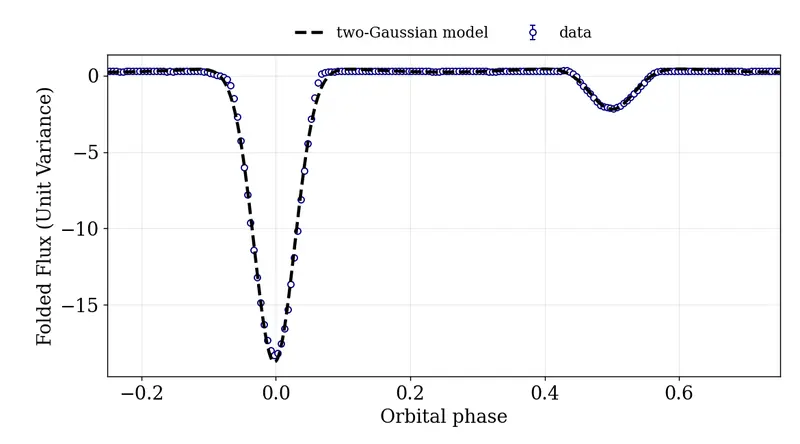 two-Gaussian model
data
Folded Flux (Unit Variance)
0
−5
−10
−15
−0.2
0.0
0.2
0.4
0.6
Orbital phase